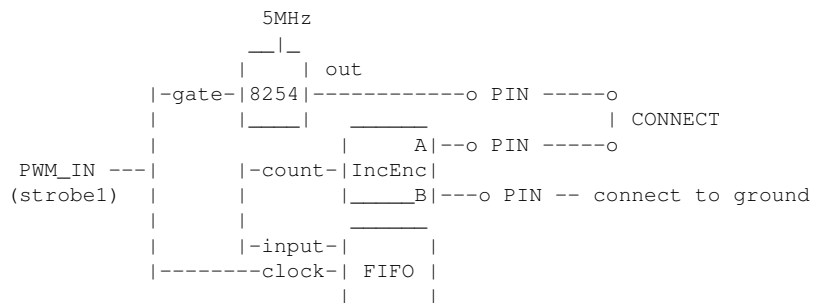 5MHz
out
gate 8254 PIN
CONNECT
A PIN
PWM_IN count IncEnc
(strobe1) B PIN -- connect to ground
input
clock FIFO